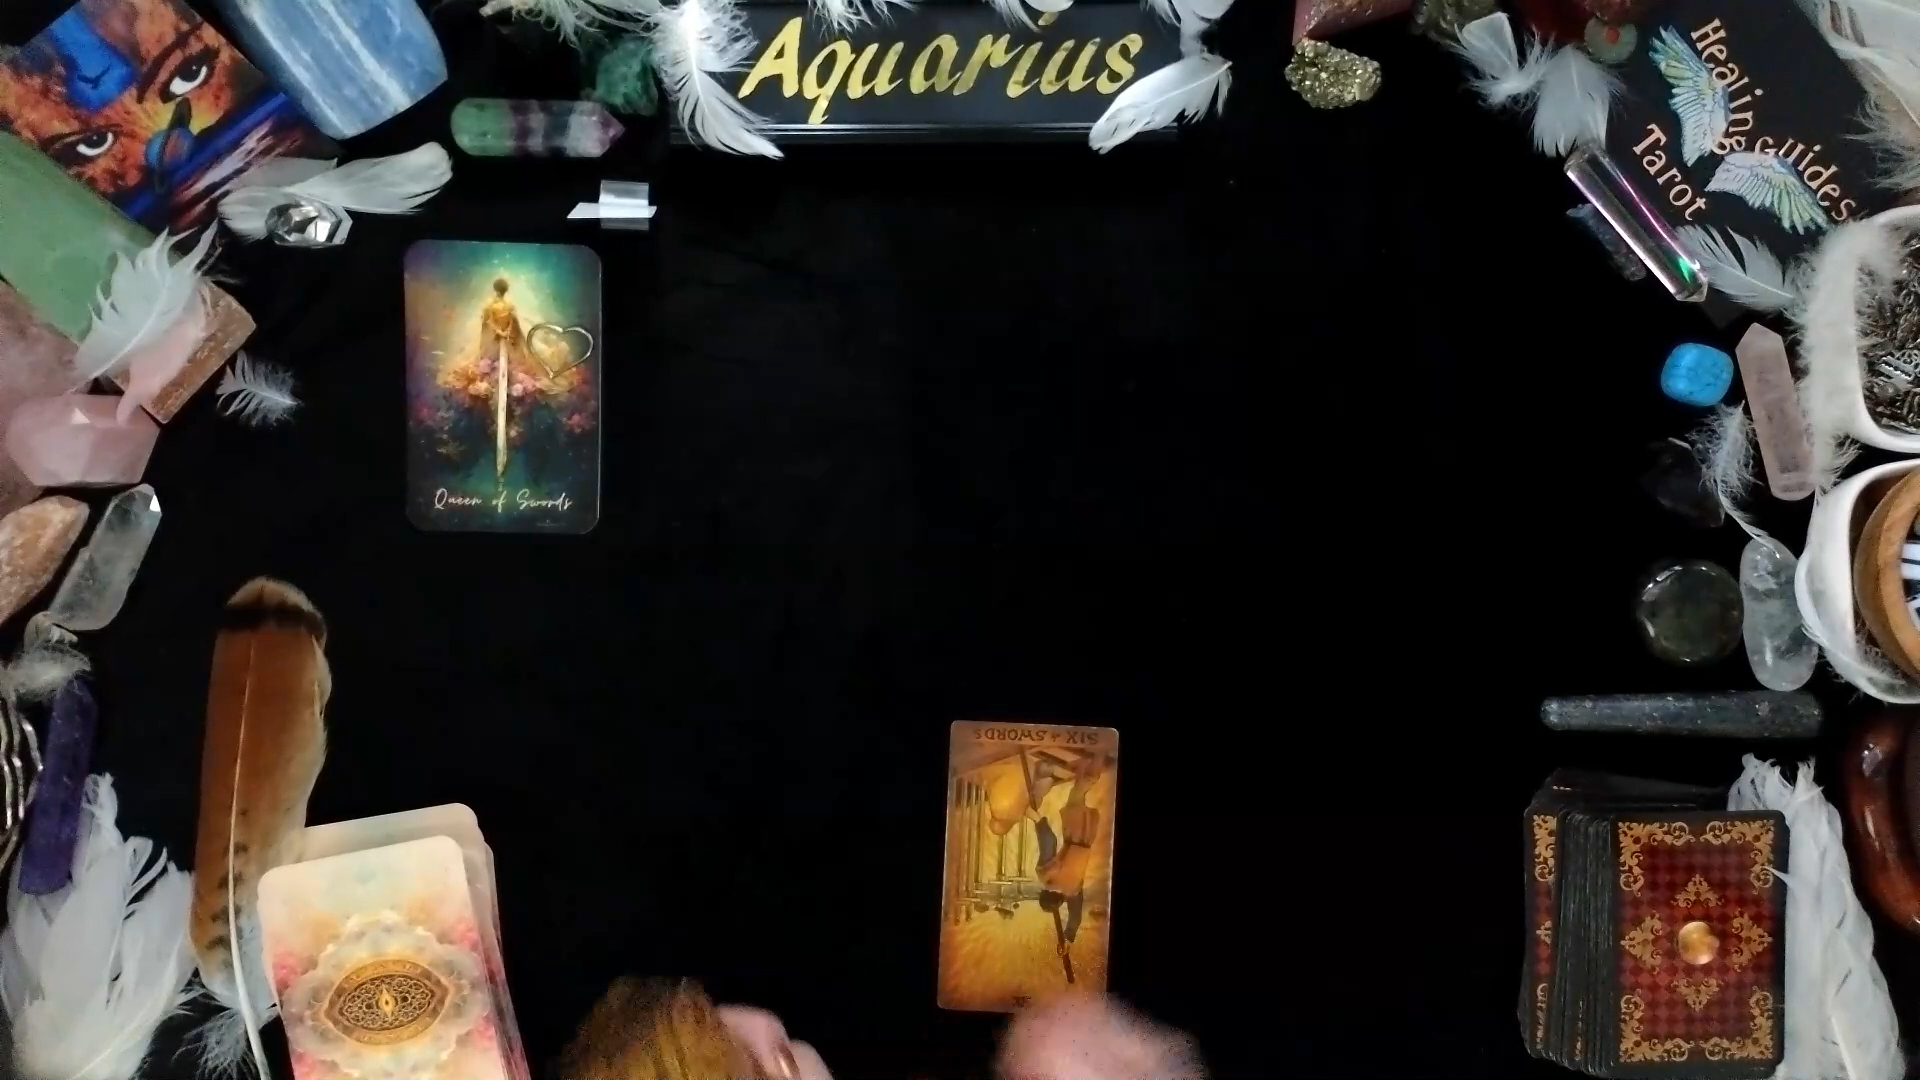 Aquarius
Healing
Guides
Tarot
Queen of Swords
SIX of SWORDS